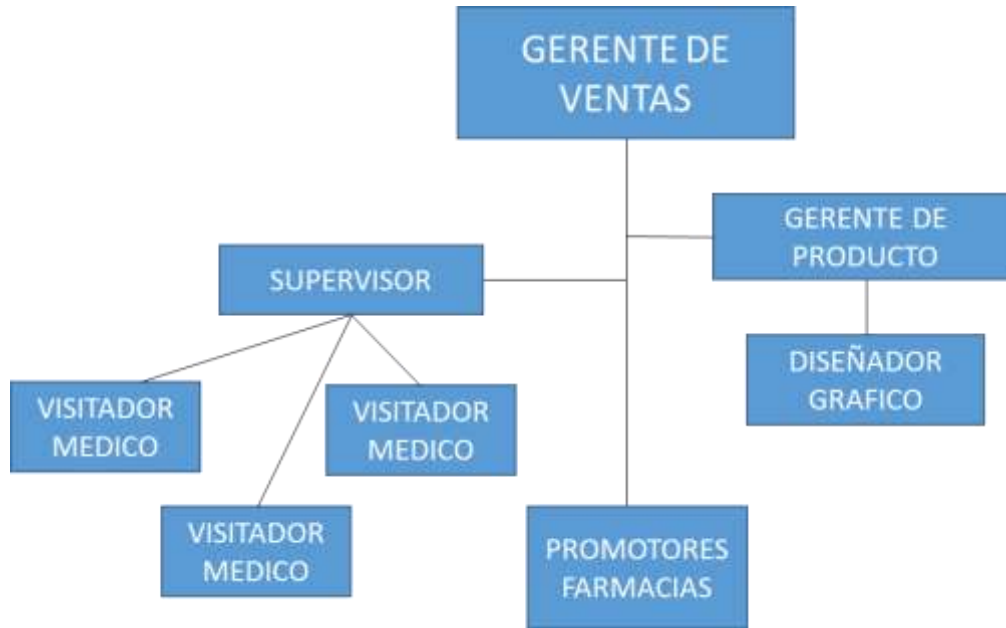 GERENTE DE
VENTAS
GERENTE DE
PRODUCTO
SUPERVISOR
DISEÑADOR
GRAFICO
VISITADOR
MEDICO
VISITADOR
MEDICO
VISITADOR
MEDICO
PROMOTORES
FARMACIAS